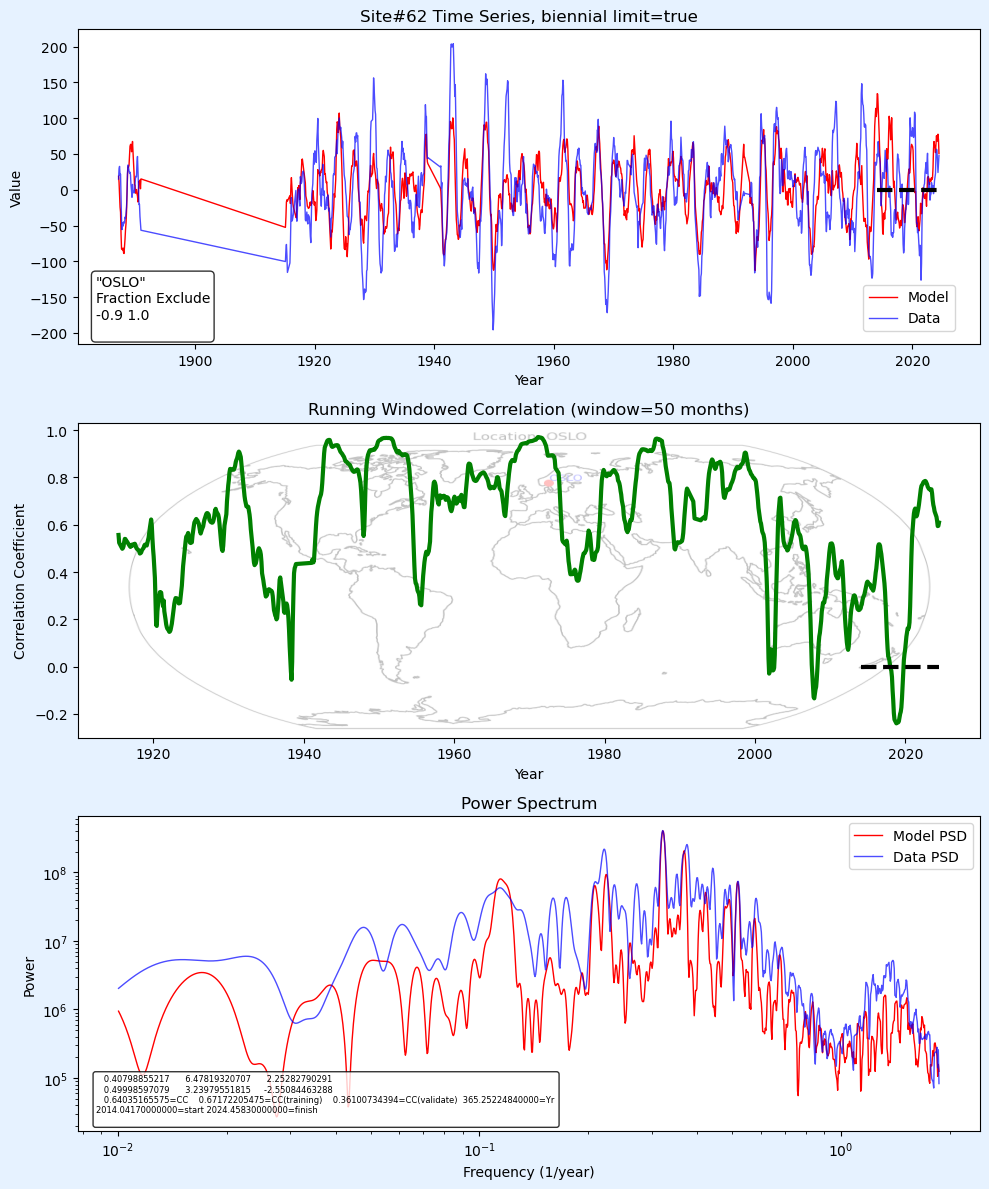 Site#62 Time Series, biennial limit=true
Value
200
150
100
50
0
−50
−100
−150
−200
"OSLO"
Fraction Exclude
-0.9 1.0
Model
Data
1900
1920
1940
1960
1980
2000
2020
Year
Running Windowed Correlation (window=50 months)
Location: OSLO
Correlation Coefficient
1.0
0.8
0.6
0.4
0.2
0.0
−0.2
1920
1940
1960
1980
2000
2020
Year
Power Spectrum
Model PSD
Data PSD
Power
10^8
10^7
10^6
10^5
0.40798855217 6.47819320707 2.25282790291
0.49998597079 3.23979551815 -2.55084463288
0.64035165575=CC 0.67172205475=CC(training) 0.36100734394=CC(validate) 365.25224840000=Yr
2014.04170000000=start 2024.45830000000=finish
10^−2
10^−1
10^0
Frequency (1/year)